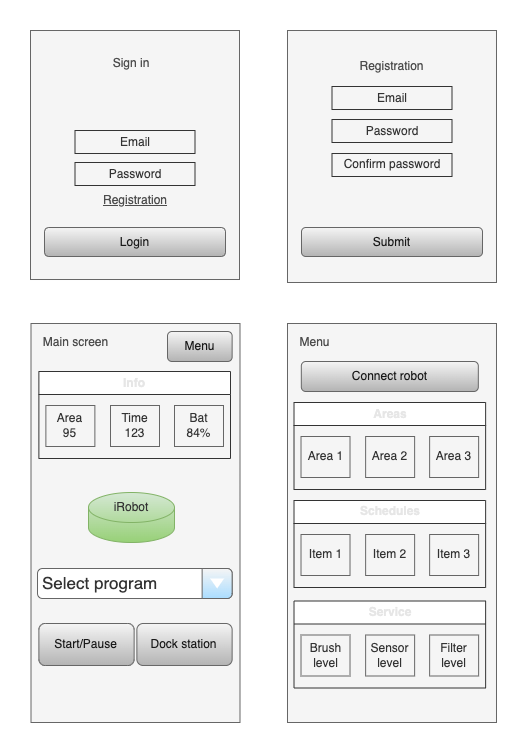 Sign in
Email
Password
Registration
Login
Registration
Email
Password
Confirm password
Submit
Main screen
Menu
Info
Area
95
Time
123
Bat
84%
iRobot
Select program
Start/Pause
Dock station
Menu
Connect robot
Areas
Area 1
Area 2
Area 3
Schedules
Item 1
Item 2
Item 3
Service
Brush
level
Sensor
level
Filter
level